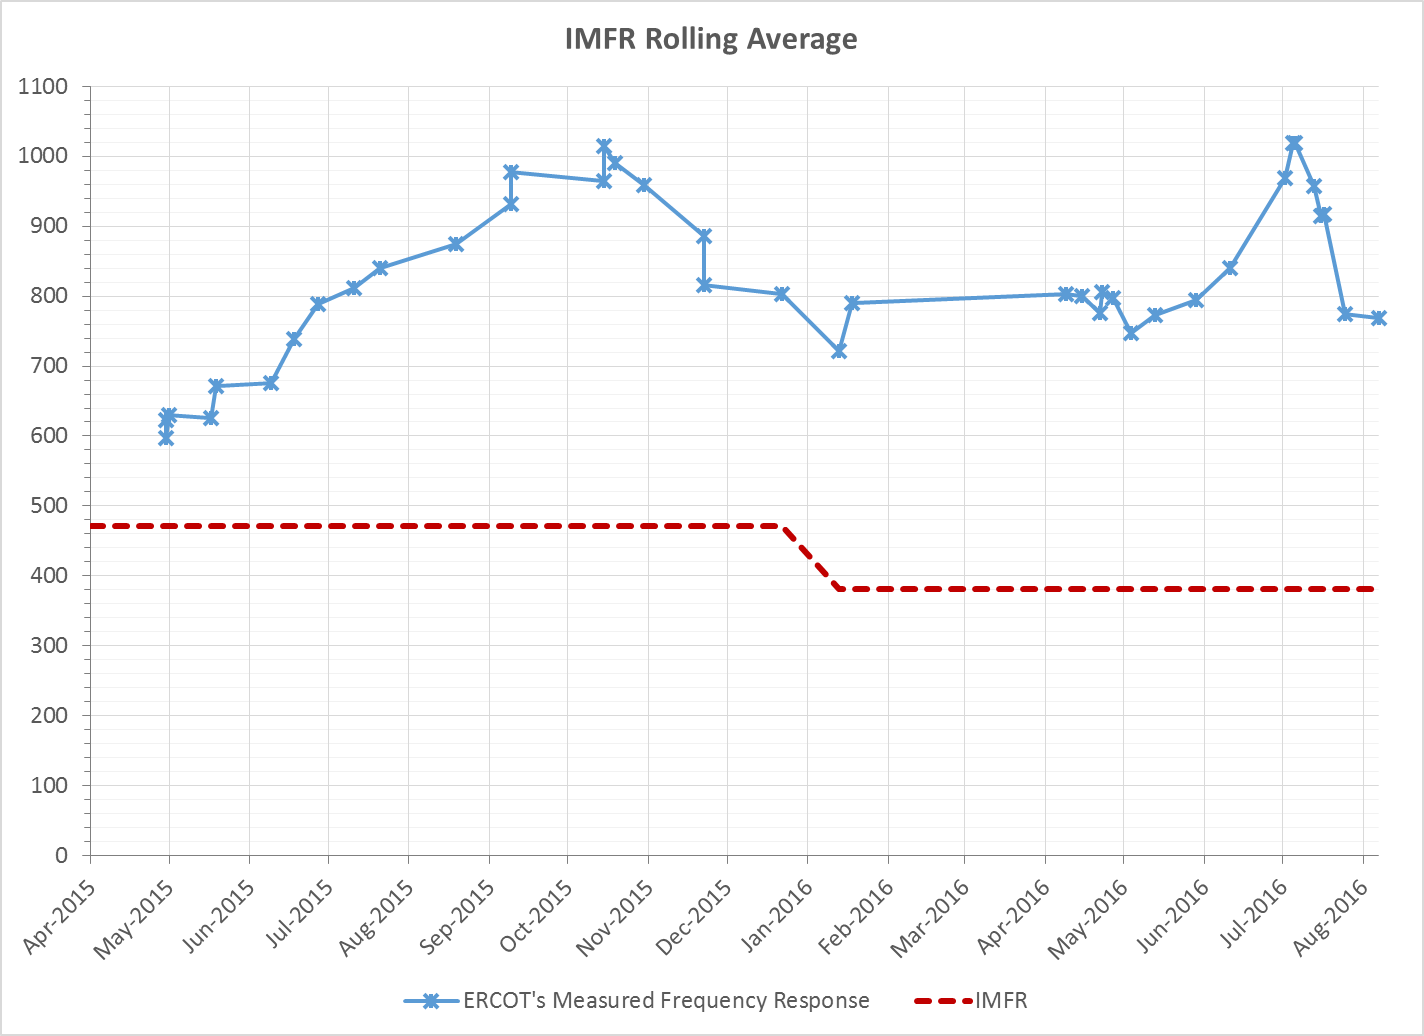 IMFR Rolling Average
1100
1000
900
800
700
600
500
400
300
200
100
0
Apr-2015
May-2015
Jun-2015
Jul-2015
Aug-2015
Sep-2015
Oct-2015
Nov-2015
Dec-2015
Jan-2016
Feb-2016
Mar-2016
Apr-2016
May-2016
Jun-2016
Jul-2016
Aug-2016
ERCOT's Measured Frequency Response
IMFR